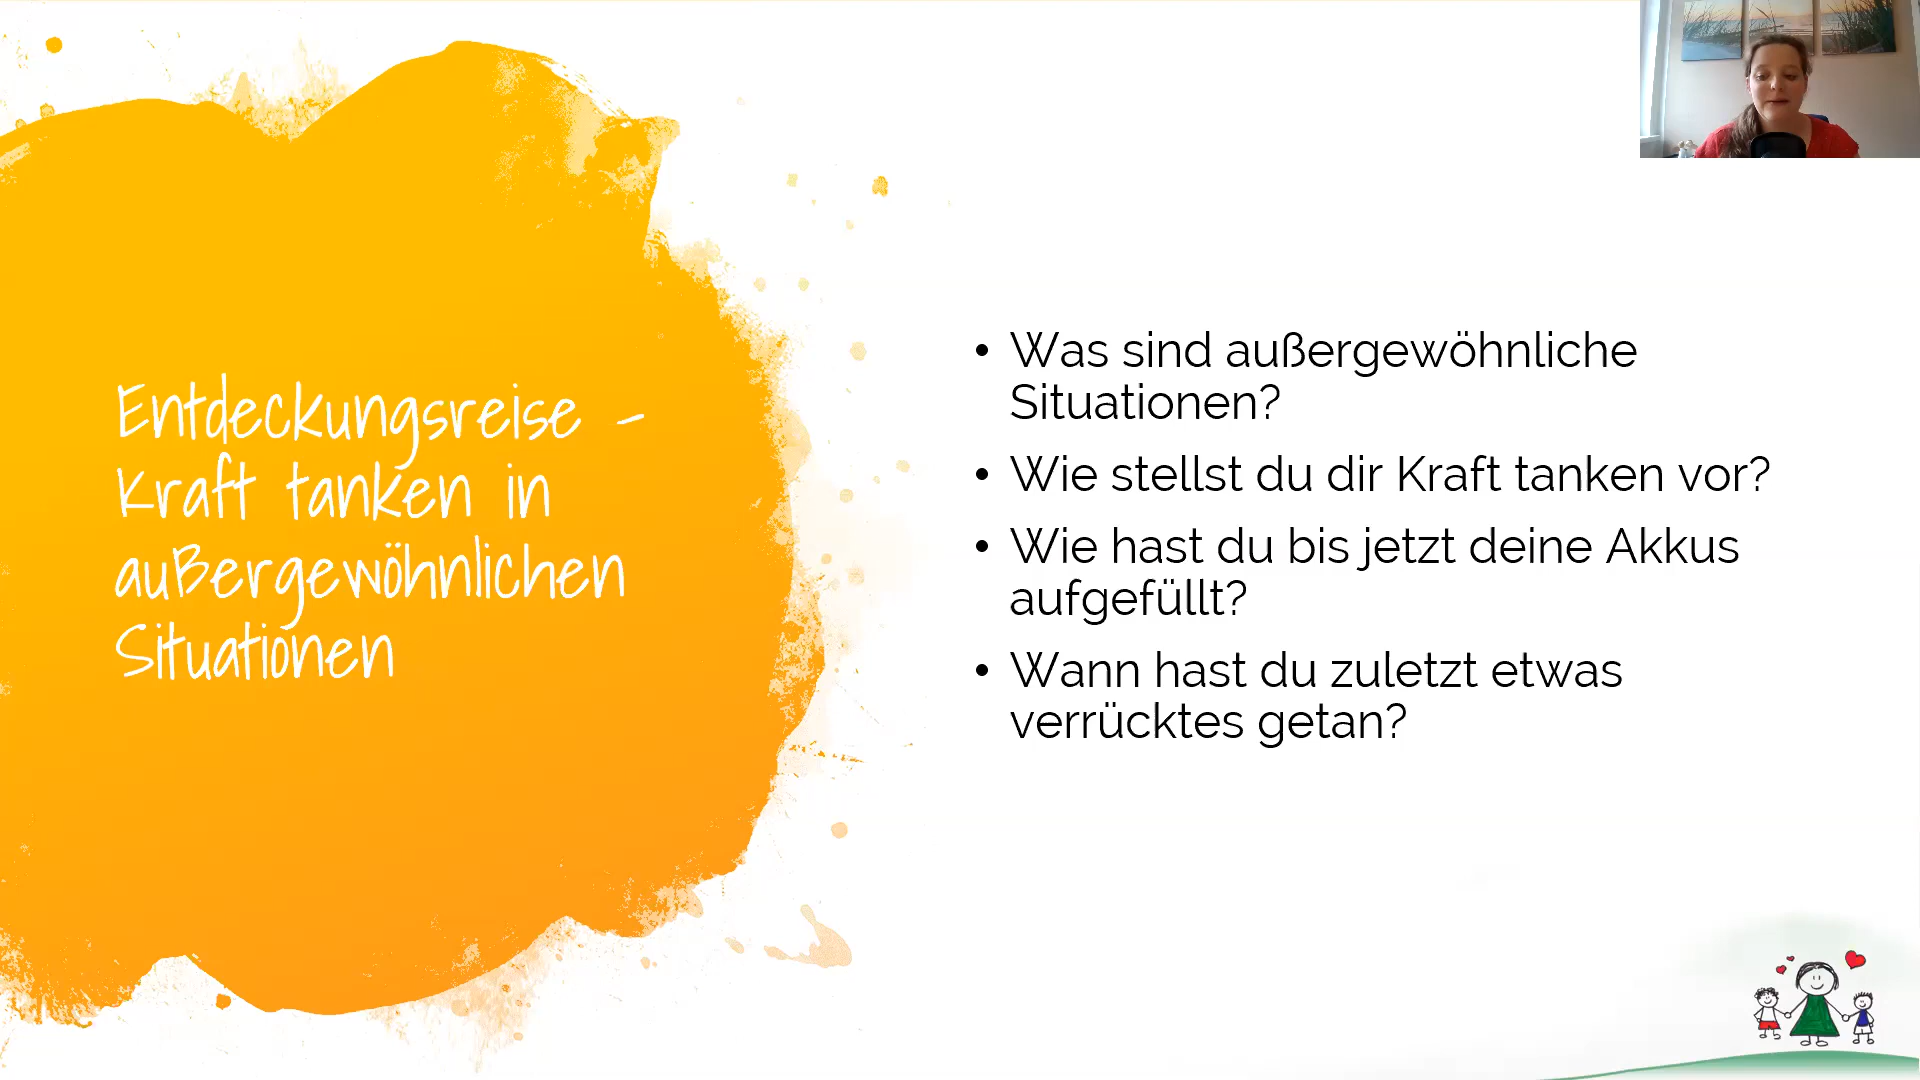 Entdeckungsreise -
Kraft tanken in
außergewöhnlichen
Situationen
• Was sind außergewöhnliche
Situationen?
• Wie stellst du dir Kraft tanken vor?
• Wie hast du bis jetzt deine Akkus
aufgefüllt?
• Wann hast du zuletzt etwas
verrücktes getan?